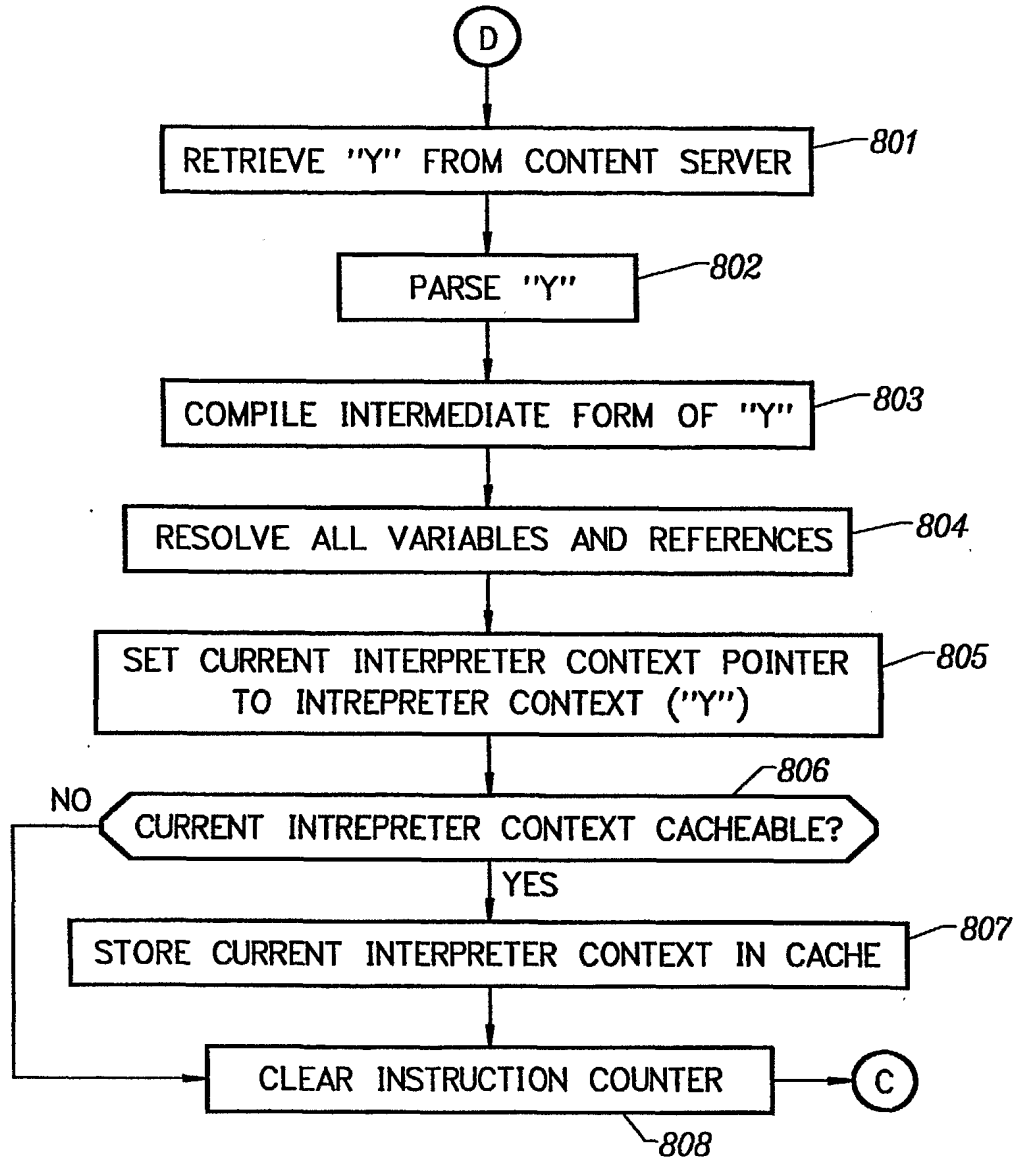 D
RETRIEVE "Y" FROM CONTENT SERVER
801
PARSE "Y"
802
COMPILE INTERMEDIATE FORM OF "Y"
803
RESOLVE ALL VARIABLES AND REFERENCES
804
SET CURRENT INTERPRETER CONTEXT POINTER
TO INTREPRETER CONTEXT ("Y")
805
806
NO
CURRENT INTREPRETER CONTEXT CACHEABLE?
YES
STORE CURRENT INTERPRETER CONTEXT IN CACHE
807
CLEAR INSTRUCTION COUNTER
C
808